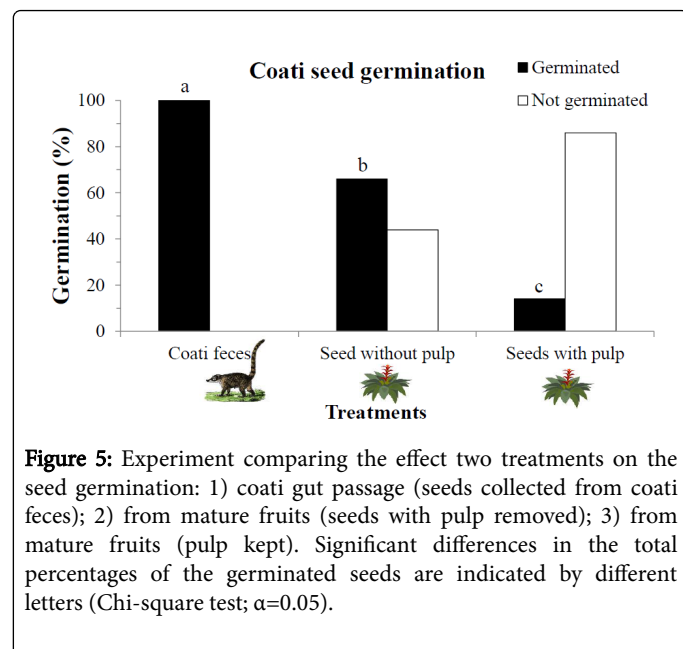 Coati seed germination
Germinated
Not germinated
a
b
c
100
80
60
40
20
0
Germination (%)
Coati feces
Seed without pulp
Seeds with pulp
Treatments
Figure 5: Experiment comparing the effect two treatments on the
seed germination: 1) coati gut passage (seeds collected from coati
feces); 2) from mature fruits (seeds with pulp removed); 3) from
mature fruits (pulp kept). Significant differences in the total
percentages of the germinated seeds are indicated by different
letters (Chi-square test; α=0.05).